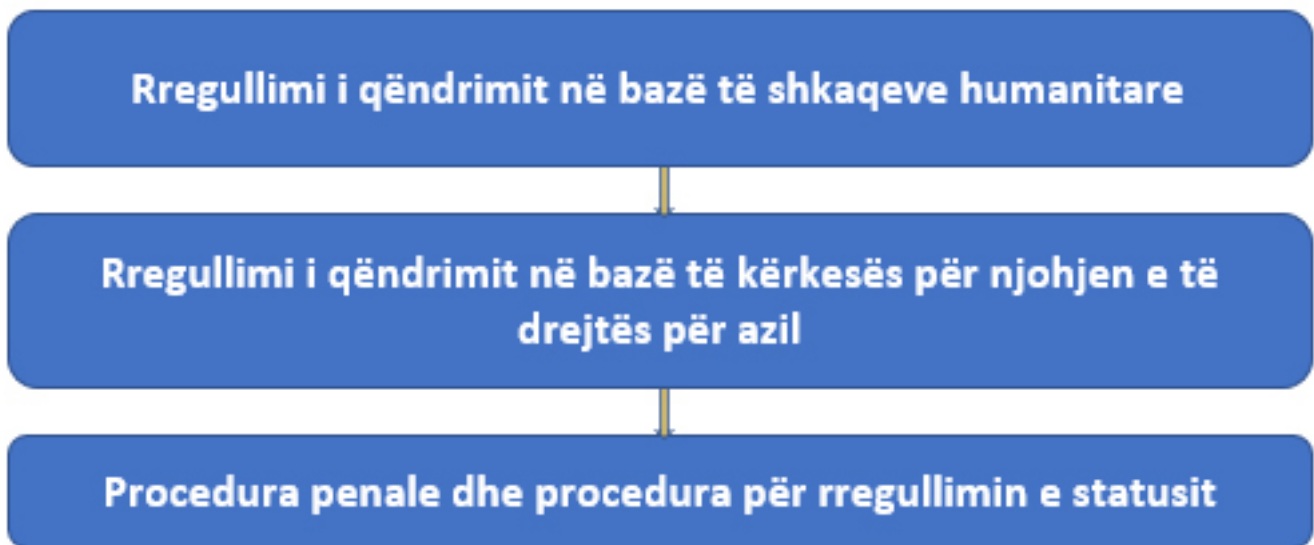 Rregullimi i qëndrimit në bazë të shkaqeve humanitare
Rregullimi i qëndrimit në bazë të kërkesës për njohjen e të
drejtës për azil
Procedura penale dhe procedura për rregullimin e statusit